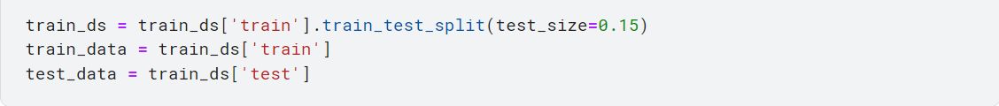 train_ds = train_ds['train'].train_test_split(test_size=0.15)
train_data = train_ds['train']
test_data = train_ds['test']